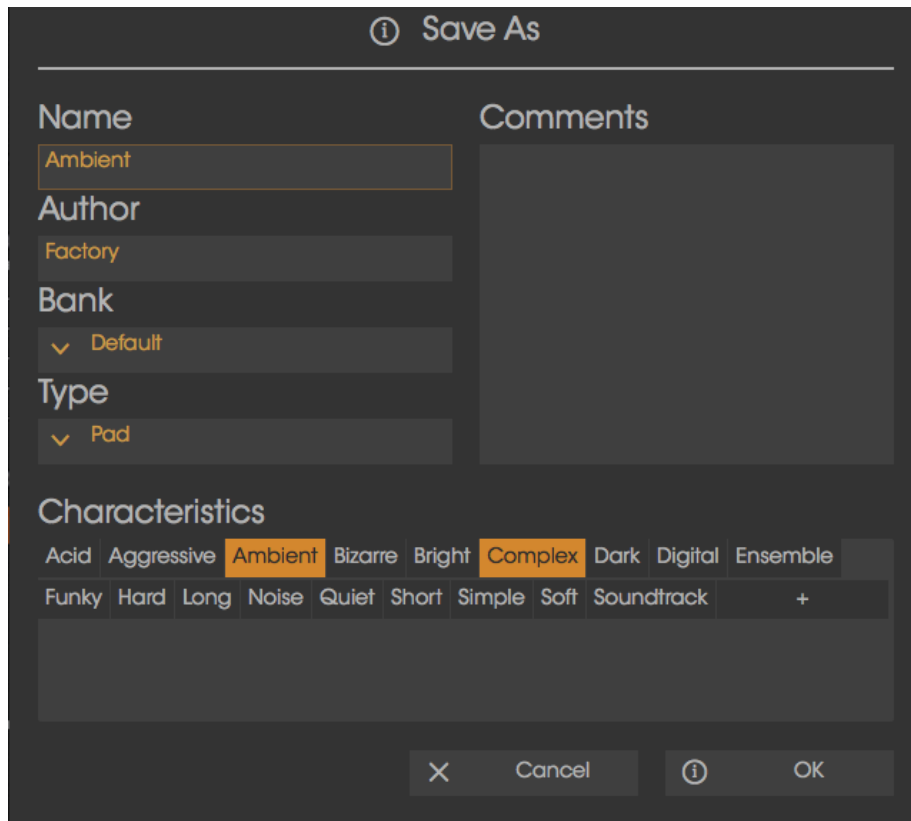 Save As
Name
Comments
Ambient
Author
Factory
Bank
Default
Type
Pad
Characteristics
Acid Aggressive Ambient Bizarre Bright Complex Dark Digital Ensemble
Funky Hard Long Noise Quiet Short Simple Soft Soundtrack +
Cancel
OK